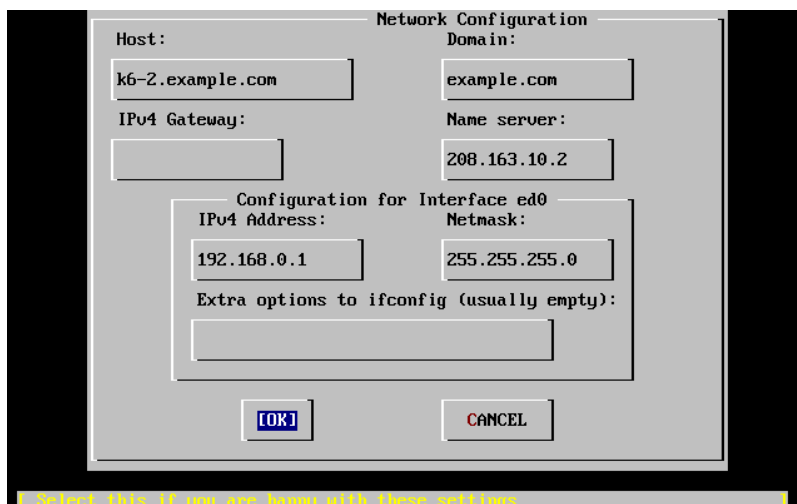 Network Configuration
Host: Domain:
k6-2.example.com example.com
IPv4 Gateway: Name server:
208.163.10.2
Configuration for Interface ed0
IPv4 Address: Netmask:
192.168.0.1 255.255.255.0
Extra options to ifconfig (usually empty):
[OK] CANCEL
[ Select this if you are happy with these settings ]